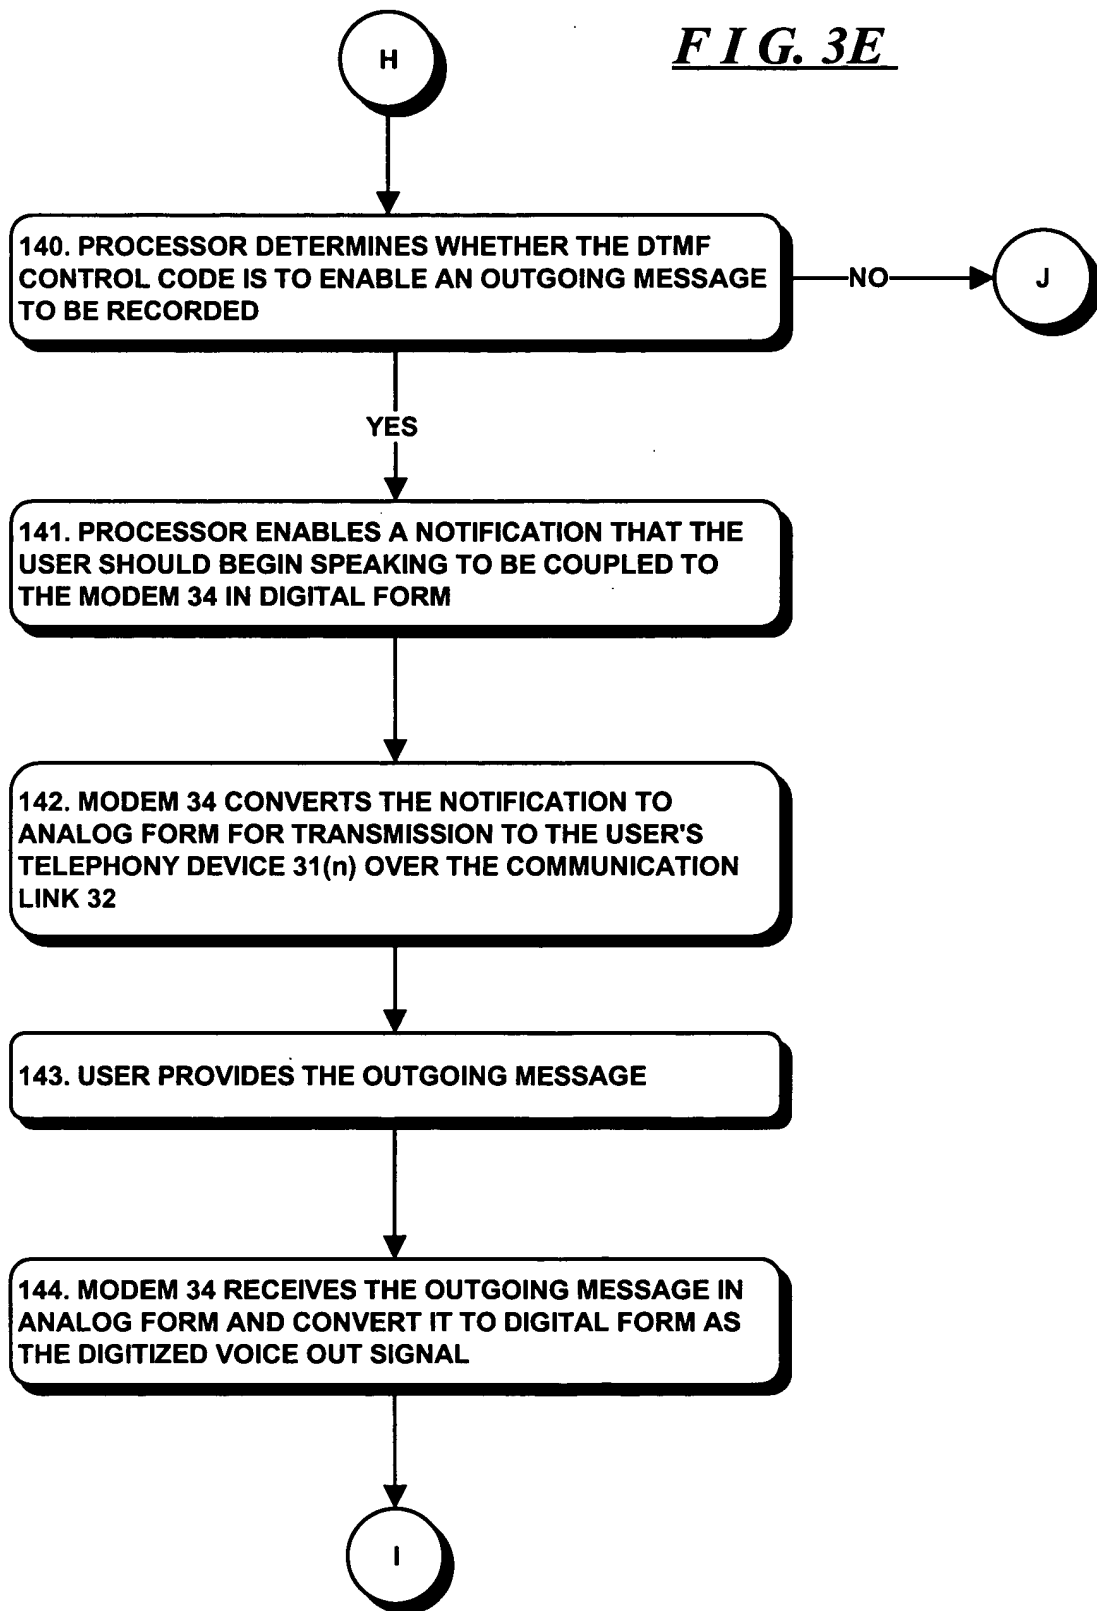 H
F I G. 3E
140. PROCESSOR DETERMINES WHETHER THE DTMF
CONTROL CODE IS TO ENABLE AN OUTGOING MESSAGE
TO BE RECORDED
NO
J
YES
141. PROCESSOR ENABLES A NOTIFICATION THAT THE
USER SHOULD BEGIN SPEAKING TO BE COUPLED TO
THE MODEM 34 IN DIGITAL FORM
142. MODEM 34 CONVERTS THE NOTIFICATION TO
ANALOG FORM FOR TRANSMISSION TO THE USER'S
TELEPHONY DEVICE 31(n) OVER THE COMMUNICATION
LINK 32
143. USER PROVIDES THE OUTGOING MESSAGE
144. MODEM 34 RECEIVES THE OUTGOING MESSAGE IN
ANALOG FORM AND CONVERT IT TO DIGITAL FORM AS
THE DIGITIZED VOICE OUT SIGNAL
I